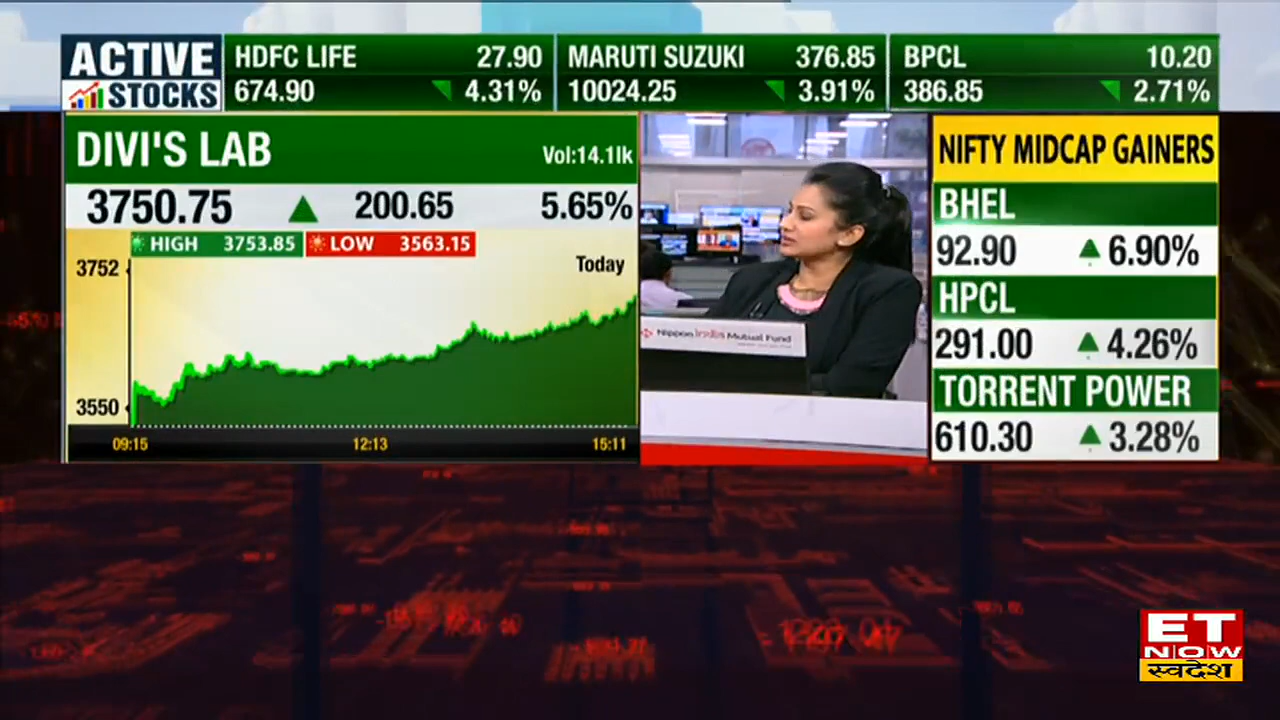 ACTIVE
STOCKS
HDFC LIFE 27.90
674.90 4.31%
MARUTI SUZUKI 376.85
10024.25 3.91%
BPCL 10.20
386.85 2.71%
DIVI'S LAB Vol:14.1lk
3750.75 200.65 5.65%
HIGH 3753.85 LOW 3563.15
3752
Today
3550
09:15 12:13 15:11
Nippon India Mutual Fund
NIFTY MIDCAP GAINERS
BHEL
92.90 6.90%
HPCL
291.00 4.26%
TORRENT POWER
610.30 3.28%
ET
NOW
स्वदेश